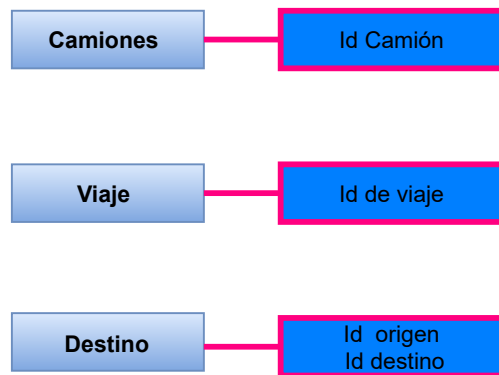 Camiones
Id Camión
Viaje
Id de viaje
Destino
Id origen
Id destino